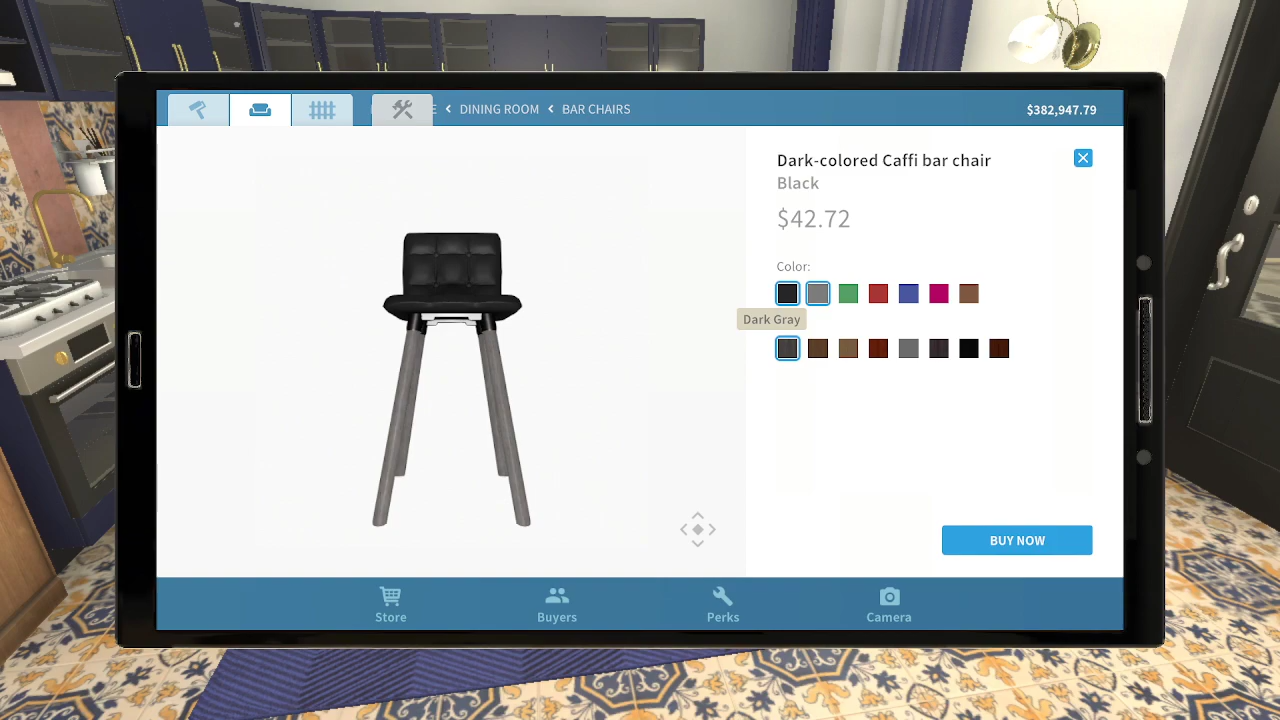 E < DINING ROOM < BAR CHAIRS
$382,947.79
Dark-colored Caffi bar chair
Black
$42.72
Color:
Dark Gray
BUY NOW
Store
Buyers
Perks
Camera